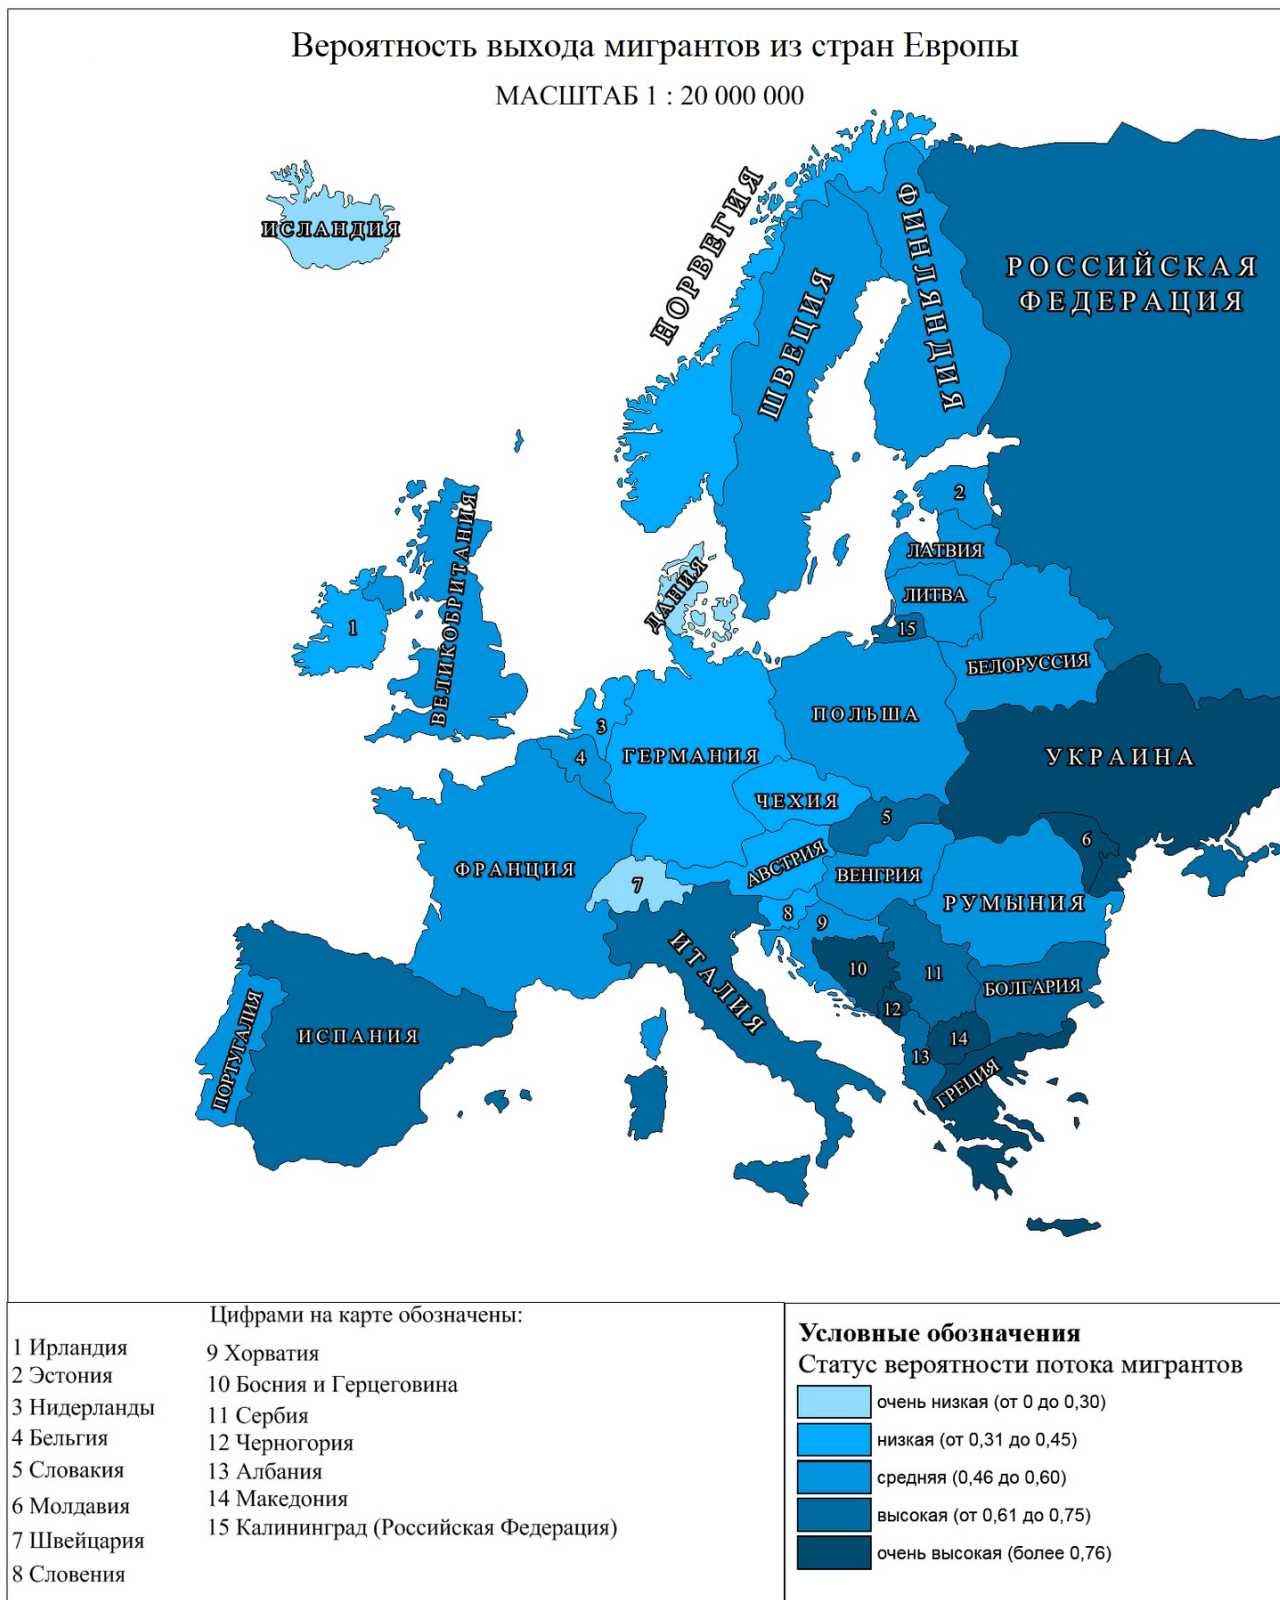 Вероятность выхода мигрантов из стран Европы
МАСШТАБ 1 : 20 000 000
ИСЛАНДИЯ
НОРВЕГИЯ
ШВЕЦИЯ
ФИНЛЯНДИЯ
РОССИЙСКАЯ
ФЕДЕРАЦИЯ
2
ЛАТВИЯ
ЛИТВА
15
ДАНИЯ
1
ВЕЛИКОБРИТАНИЯ
БЕЛОРУССИЯ
3
ПОЛЬША
4
ГЕРМАНИЯ
УКРАИНА
ЧЕХИЯ
5
6
ФРАНЦИЯ
7
АВСТРИЯ
ВЕНГРИЯ
РУМЫНИЯ
8
9
ИТАЛИЯ
10
11
БОЛГАРИЯ
12
ПОРТУГАЛИЯ
ИСПАНИЯ
14
13
ГРЕЦИЯ
Цифрами на карте обозначены:
1 Ирландия
2 Эстония
3 Нидерланды
4 Бельгия
5 Словакия
6 Молдавия
7 Швейцария
8 Словения
9 Хорватия
10 Босния и Герцеговина
11 Сербия
12 Черногория
13 Албания
14 Македония
15 Калининград (Российская Федерация)
Условные обозначения
Статус вероятности потока мигрантов
очень низкая (от 0 до 0,30)
низкая (от 0,31 до 0,45)
средняя (0,46 до 0,60)
высокая (от 0,61 до 0,75)
очень высокая (более 0,76)